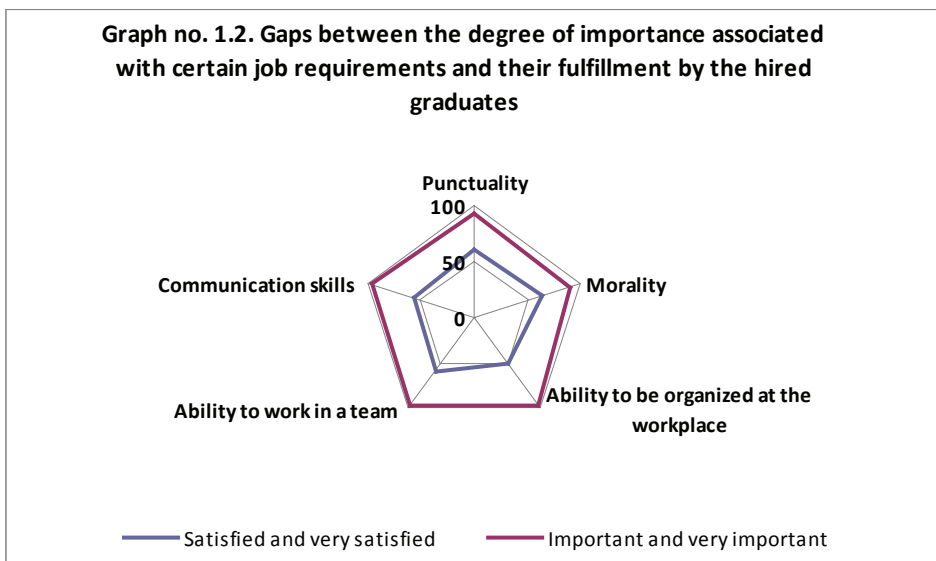 Graph no. 1.2. Gaps between the degree of importance associated
with certain job requirements and their fulfillment by the hired
graduates
Punctuality
100
50
0
Communication skills
Morality
Ability to work in a team
Ability to be organized at the
workplace
Satisfied and very satisfied
Important and very important